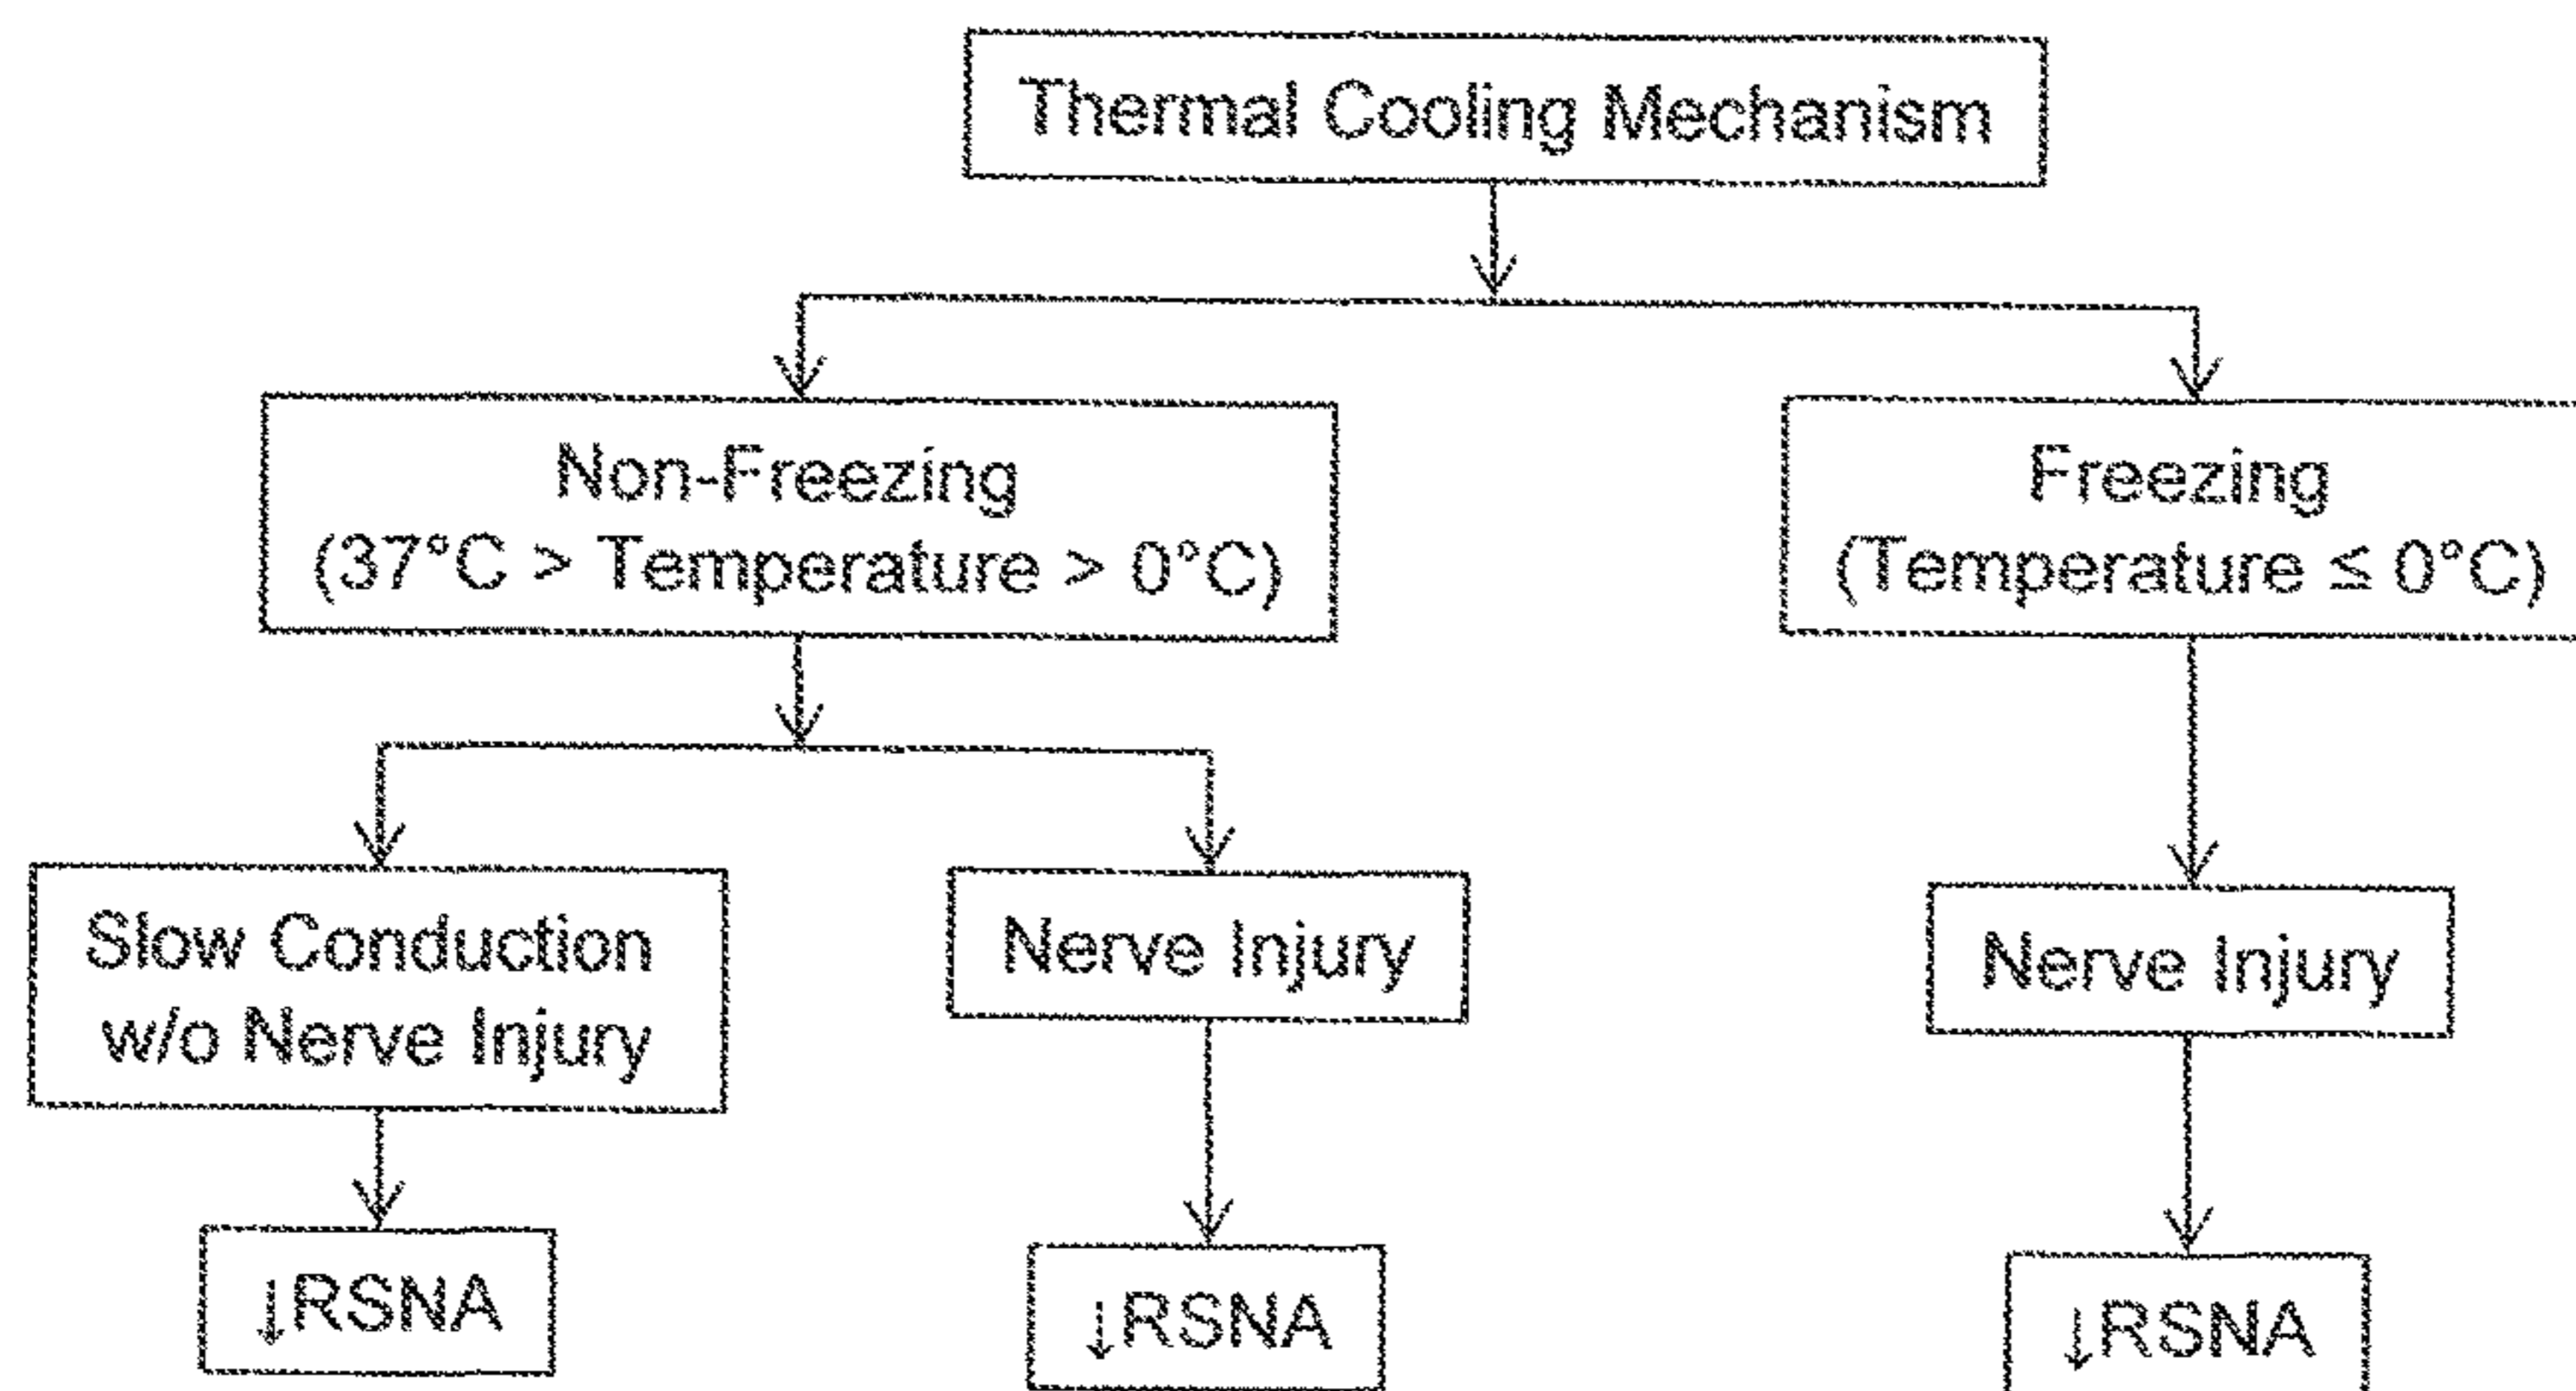 Thermal Cooling Mechanism
Non-Freezing
(37°C > Temperature > 0°C)
Freezing
(Temperature ≤ 0°C)
Slow Conduction
w/o Nerve Injury
Nerve Injury
Nerve Injury
↓RSNA
↓RSNA
↓RSNA